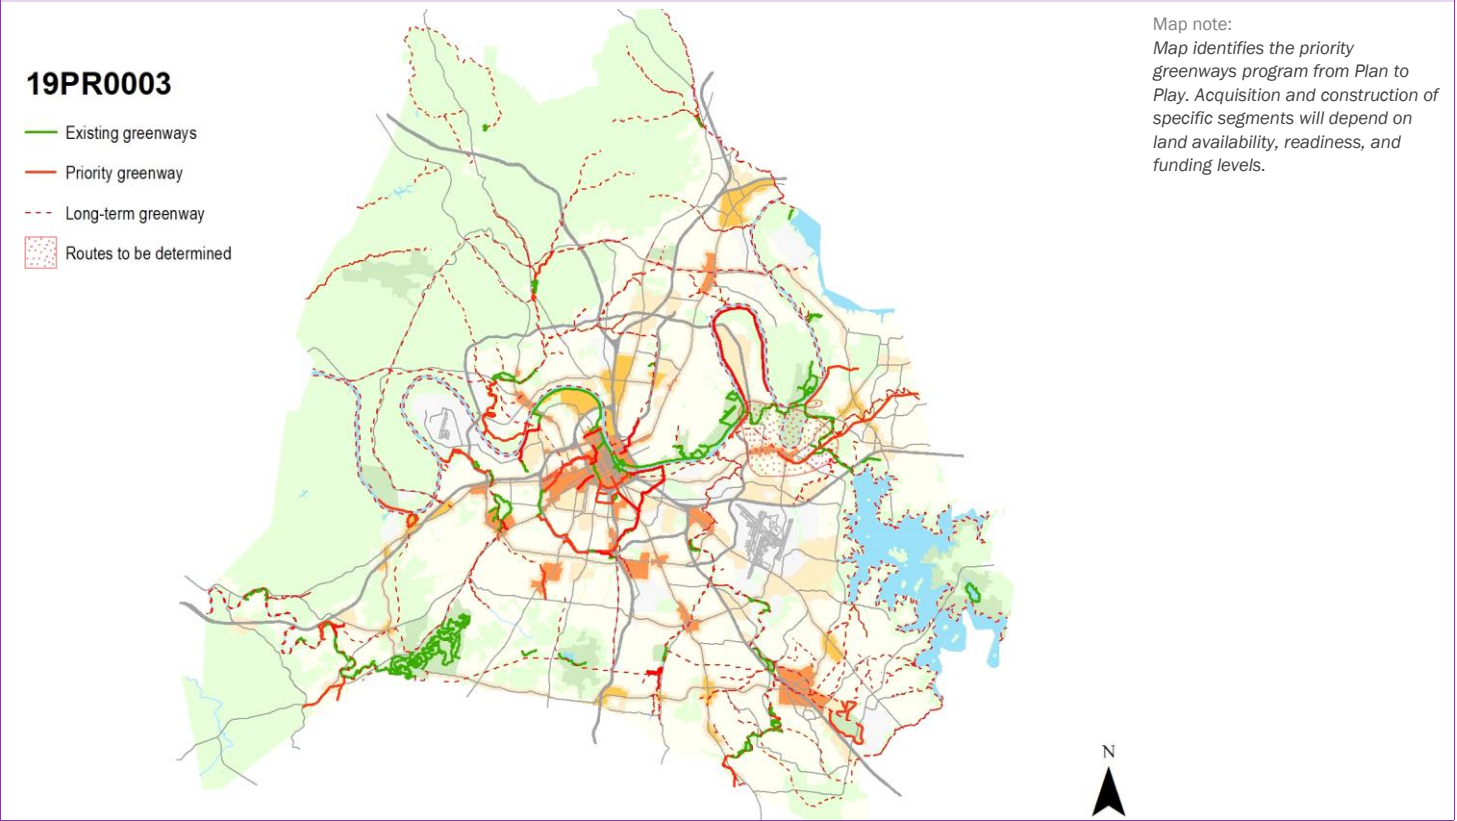 Map note:
Map identifies the priority
greenways program from Plan to
Play. Acquisition and construction of
specific segments will depend on
land availability, readiness, and
funding levels.
19PR0003
Existing greenways
Priority greenway
Long-term greenway
Routes to be determined
N